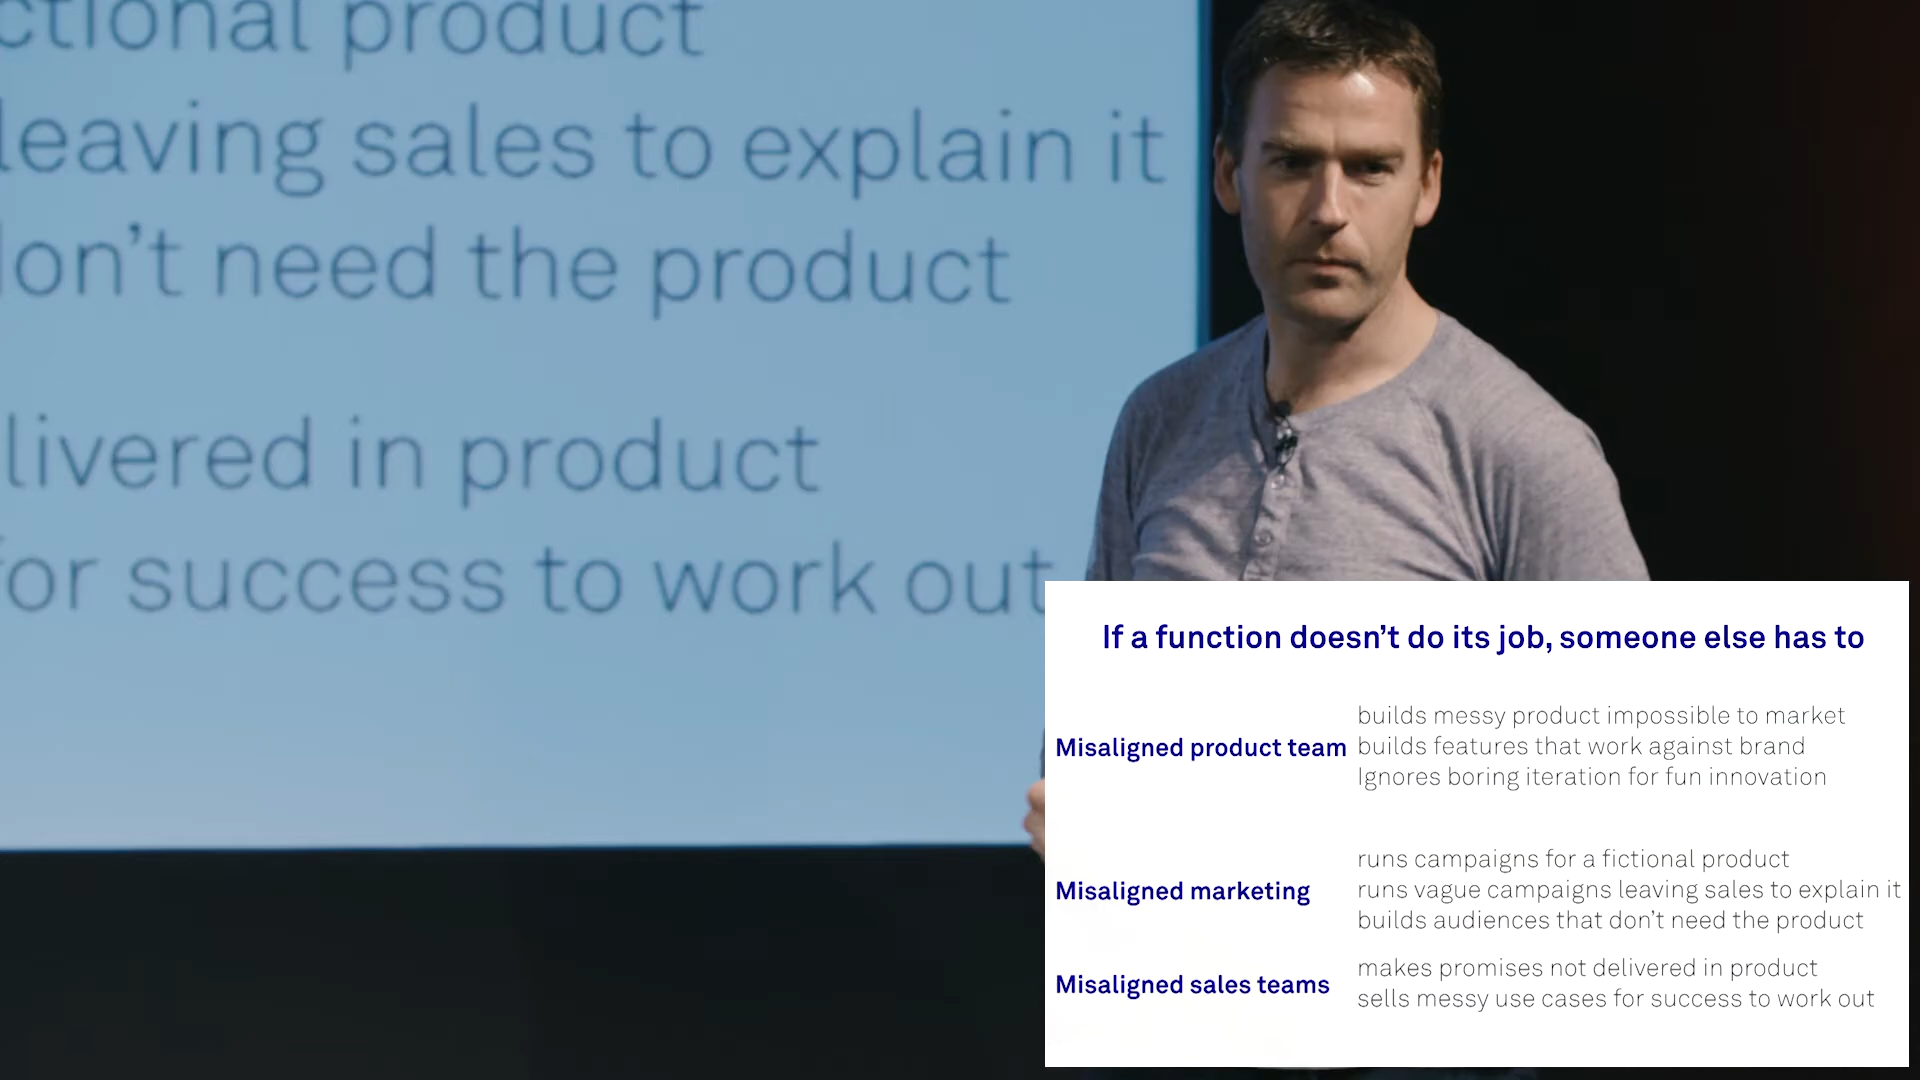 ctional product
leaving sales to explain it
don't need the product
livered in product
for success to work out
If a function doesn't do its job, someone else has to
Misaligned product team
builds messy product impossible to market
builds features that work against brand
Ignores boring iteration for fun innovation
Misaligned marketing
runs campaigns for a fictional product
runs vague campaigns leaving sales to explain it
builds audiences that don't need the product
Misaligned sales teams
makes promises not delivered in product
sells messy use cases for success to work out